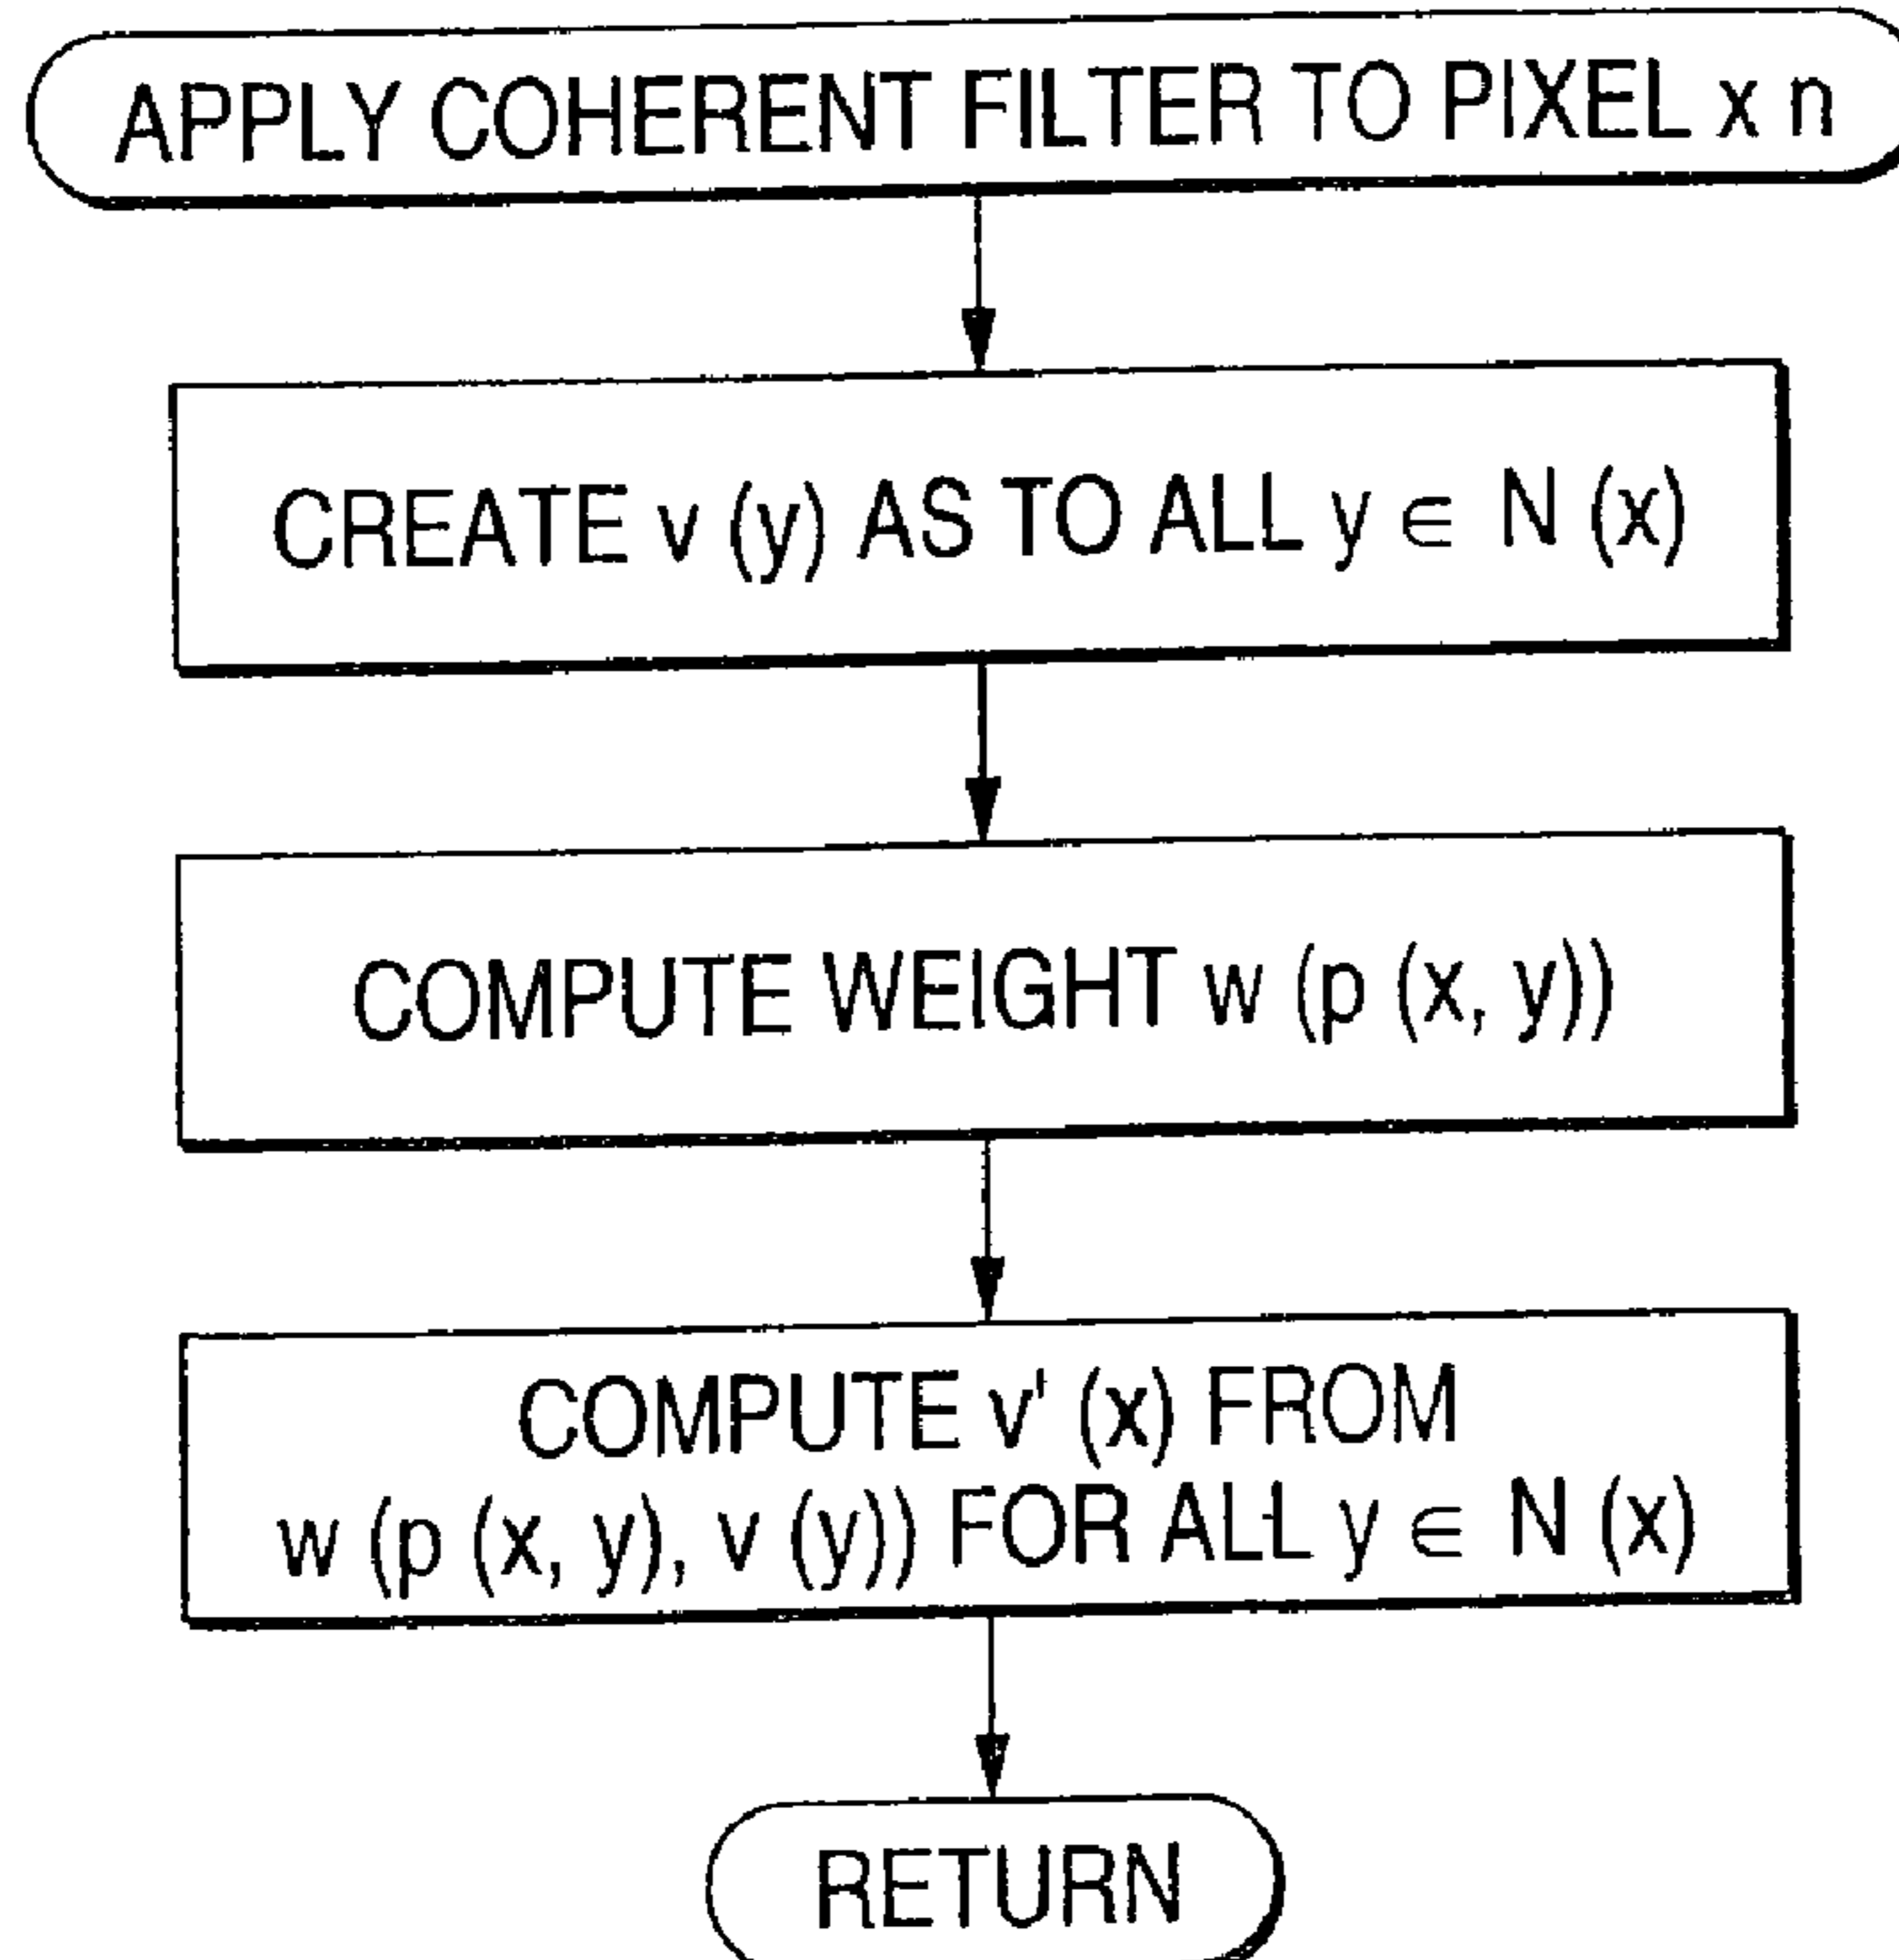 APPLY COHERENT FILTER TO PIXEL x n
CREATE v (y) AS TO ALL y ∈ N (x)
COMPUTE WEIGHT w (p (x, y))
COMPUTE v' (x) FROM
w (p (x, y), v (y)) FOR ALL y ∈ N (x)
RETURN